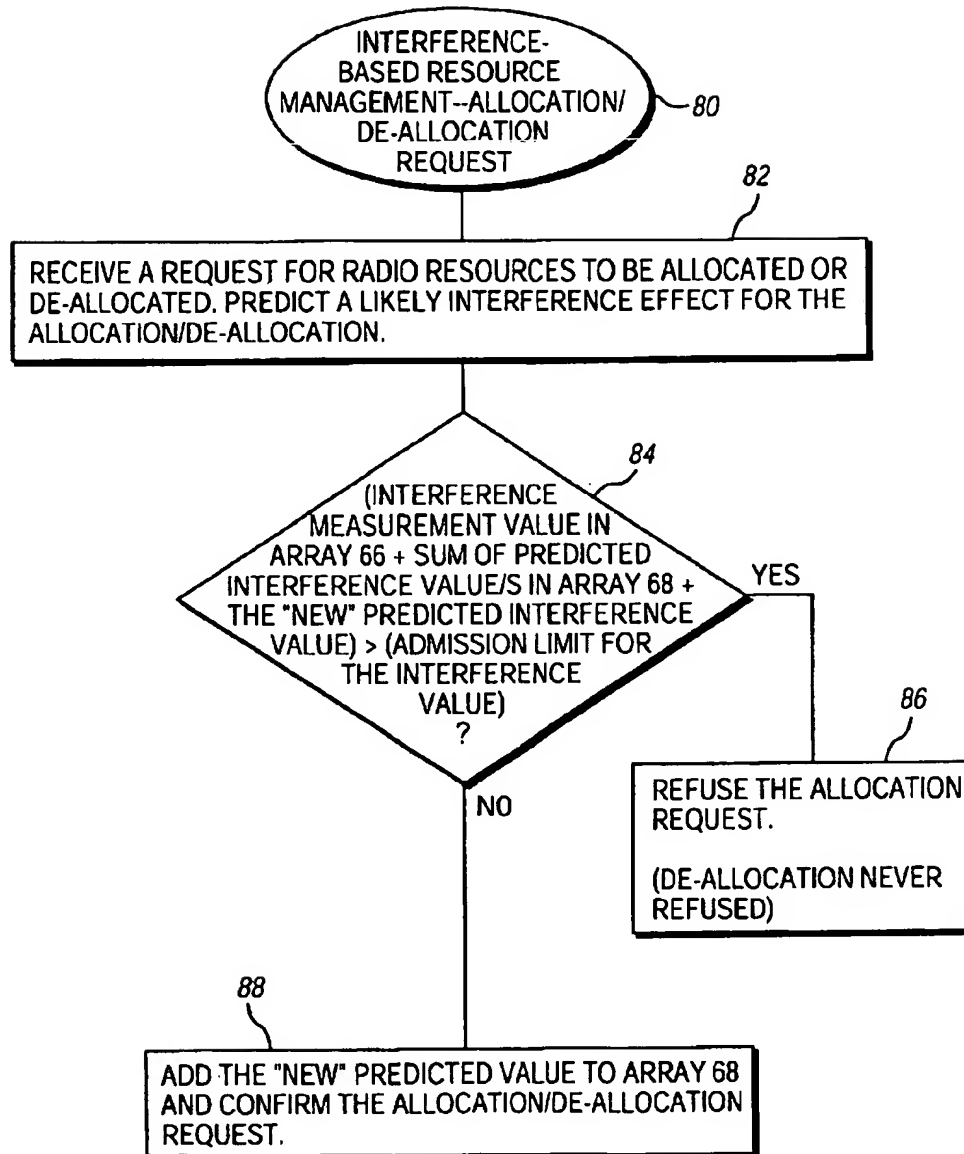 INTERFERENCE-
BASED RESOURCE
MANAGEMENT--ALLOCATION/
DE-ALLOCATION
REQUEST
80
82
RECEIVE A REQUEST FOR RADIO RESOURCES TO BE ALLOCATED OR
DE-ALLOCATED. PREDICT A LIKELY INTERFERENCE EFFECT FOR THE
ALLOCATION/DE-ALLOCATION.
84
(INTERFERENCE
MEASUREMENT VALUE IN
ARRAY 66 + SUM OF PREDICTED
INTERFERENCE VALUE/S IN ARRAY 68 +
THE "NEW" PREDICTED INTERFERENCE
VALUE) > (ADMISSION LIMIT FOR
THE INTERFERENCE
VALUE)
?
YES
NO
86
REFUSE THE ALLOCATION
REQUEST.
(DE-ALLOCATION NEVER
REFUSED)
88
ADD THE "NEW" PREDICTED VALUE TO ARRAY 68
AND CONFIRM THE ALLOCATION/DE-ALLOCATION
REQUEST.